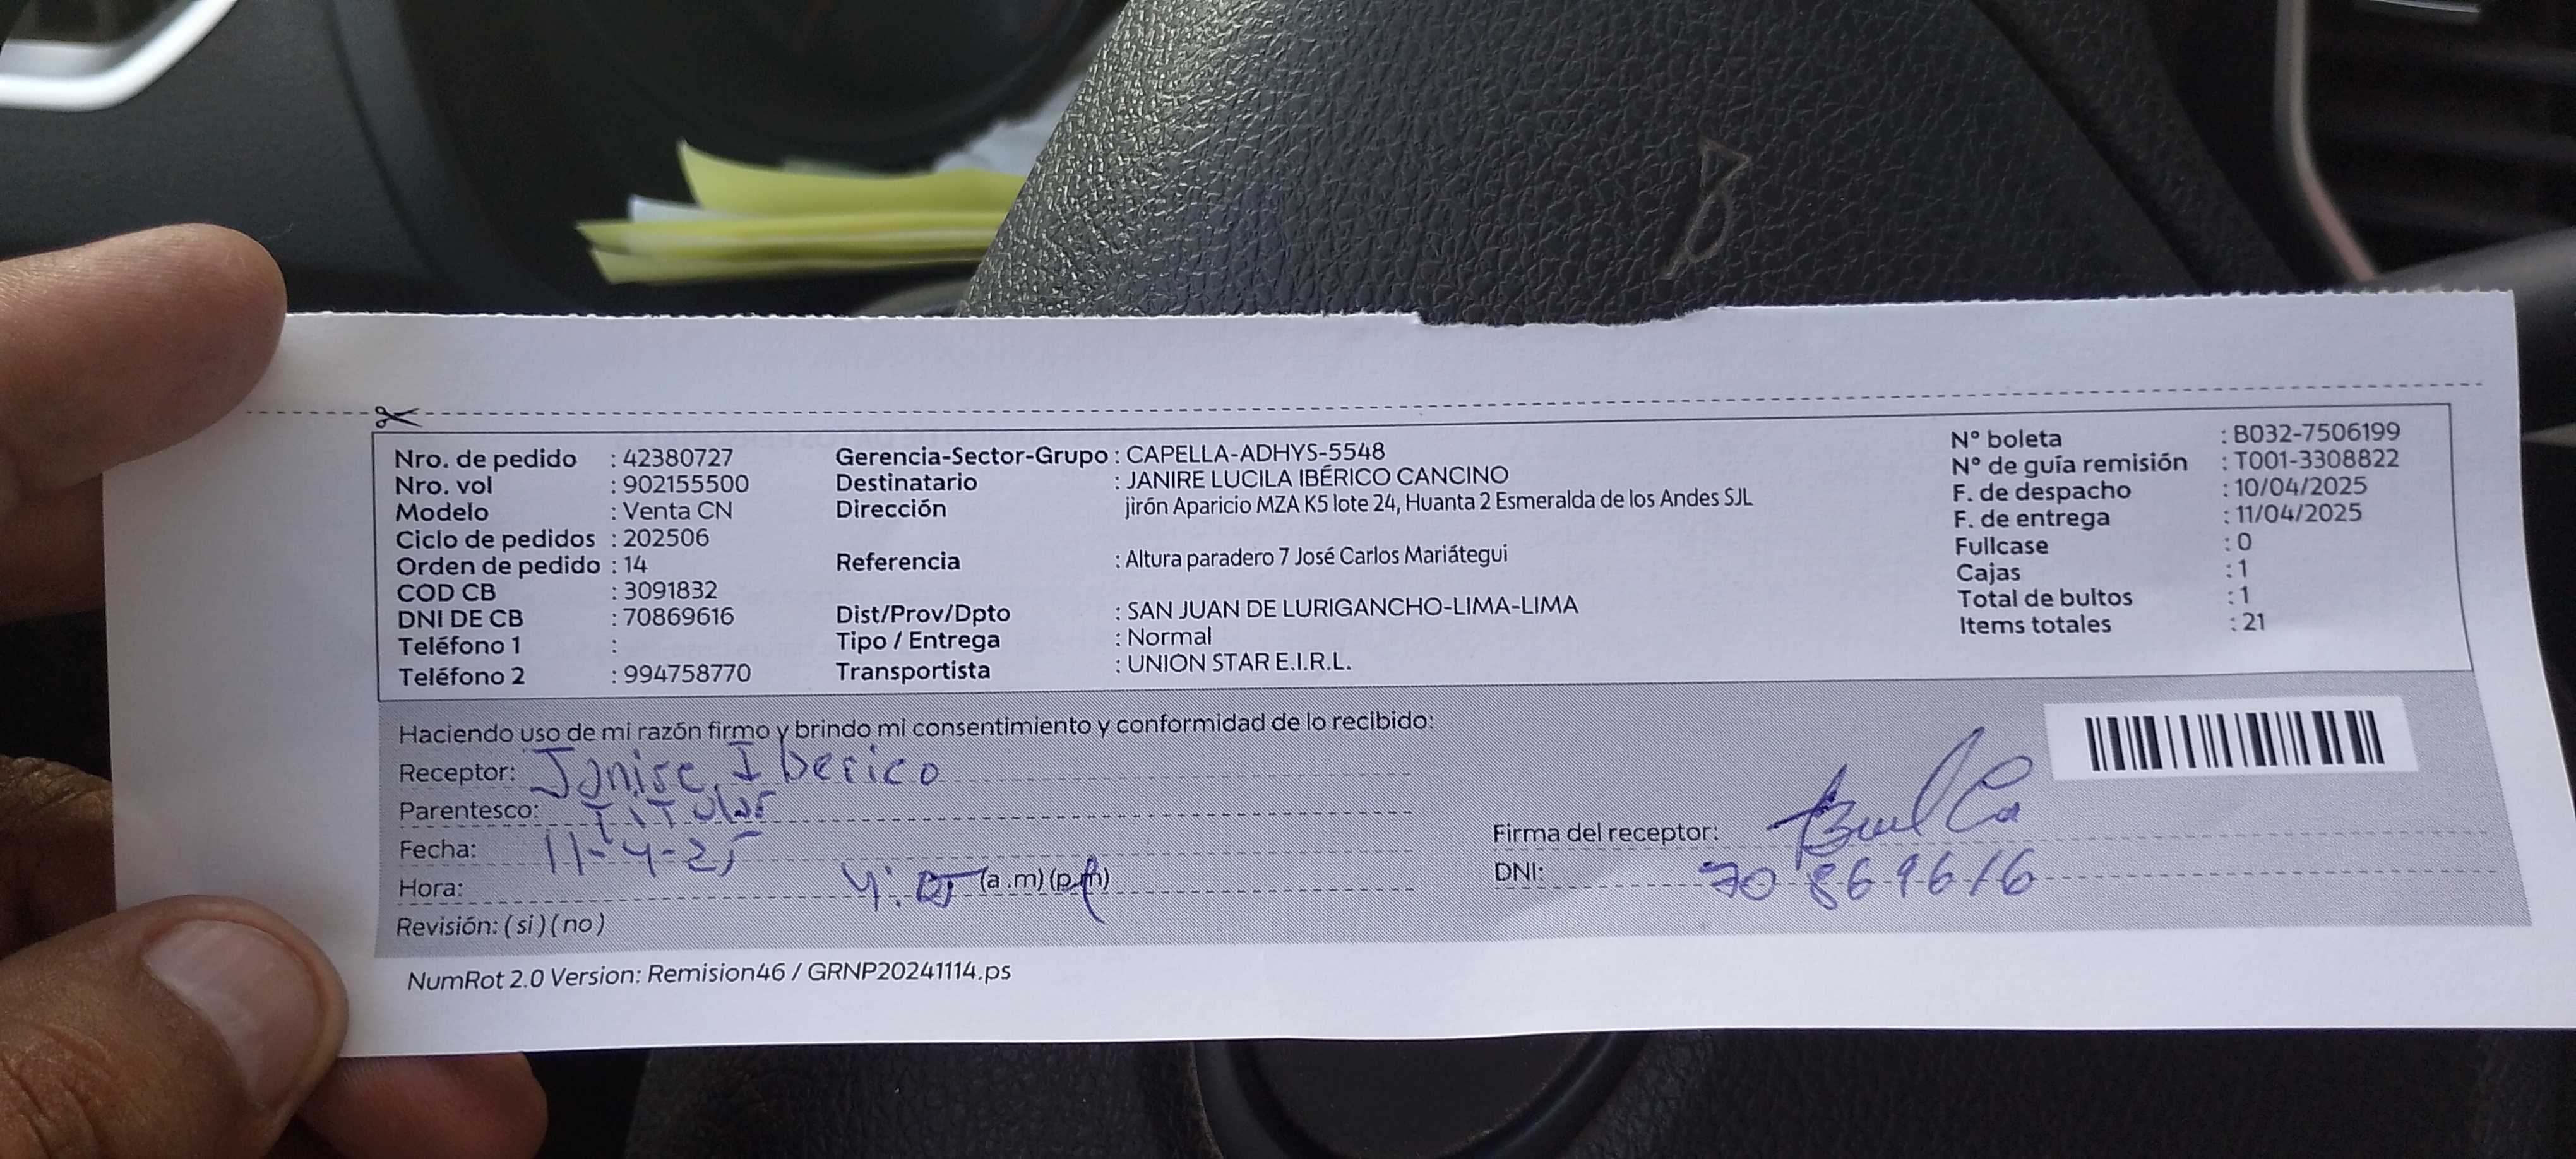 Nro. de pedido : 42380727
Nro. vol : 902155500
Modelo : Venta CN
Ciclo de pedidos : 202506
Orden de pedido : 14
COD CB : 3091832
DNI DE CB : 70869616
Teléfono 1 :
Teléfono 2 : 994758770
Gerencia-Sector-Grupo : CAPELLA-ADHYS-5548
Destinatario : JANIRE LUCILA IBÉRICO CANCINO
Dirección jirón Aparicio MZA K5 lote 24, Huanta 2 Esmeralda de los Andes SJL
Referencia : Altura paradero 7 José Carlos Mariátegui
Dist/Prov/Dpto : SAN JUAN DE LURIGANCHO-LIMA-LIMA
Tipo / Entrega : Normal
Transportista : UNION STAR E.I.R.L.
N° boleta : B032-7506199
N° de guía remisión : T001-3308822
F. de despacho : 10/04/2025
F. de entrega : 11/04/2025
Fullcase : 0
Cajas : 1
Total de bultos : 1
Items totales : 21
Haciendo uso de mi razón firmo y brindo mi consentimiento y conformidad de lo recibido:
Receptor: Janire Iberico
Parentesco: TITular
Fecha: 11-4-25
Hora: (a.m) (p.m)
Revisión: (si) (no)
Firma del receptor:
DNI: 70869616
NumRot 2.0 Version: Remision46 / GRNP20241114.ps